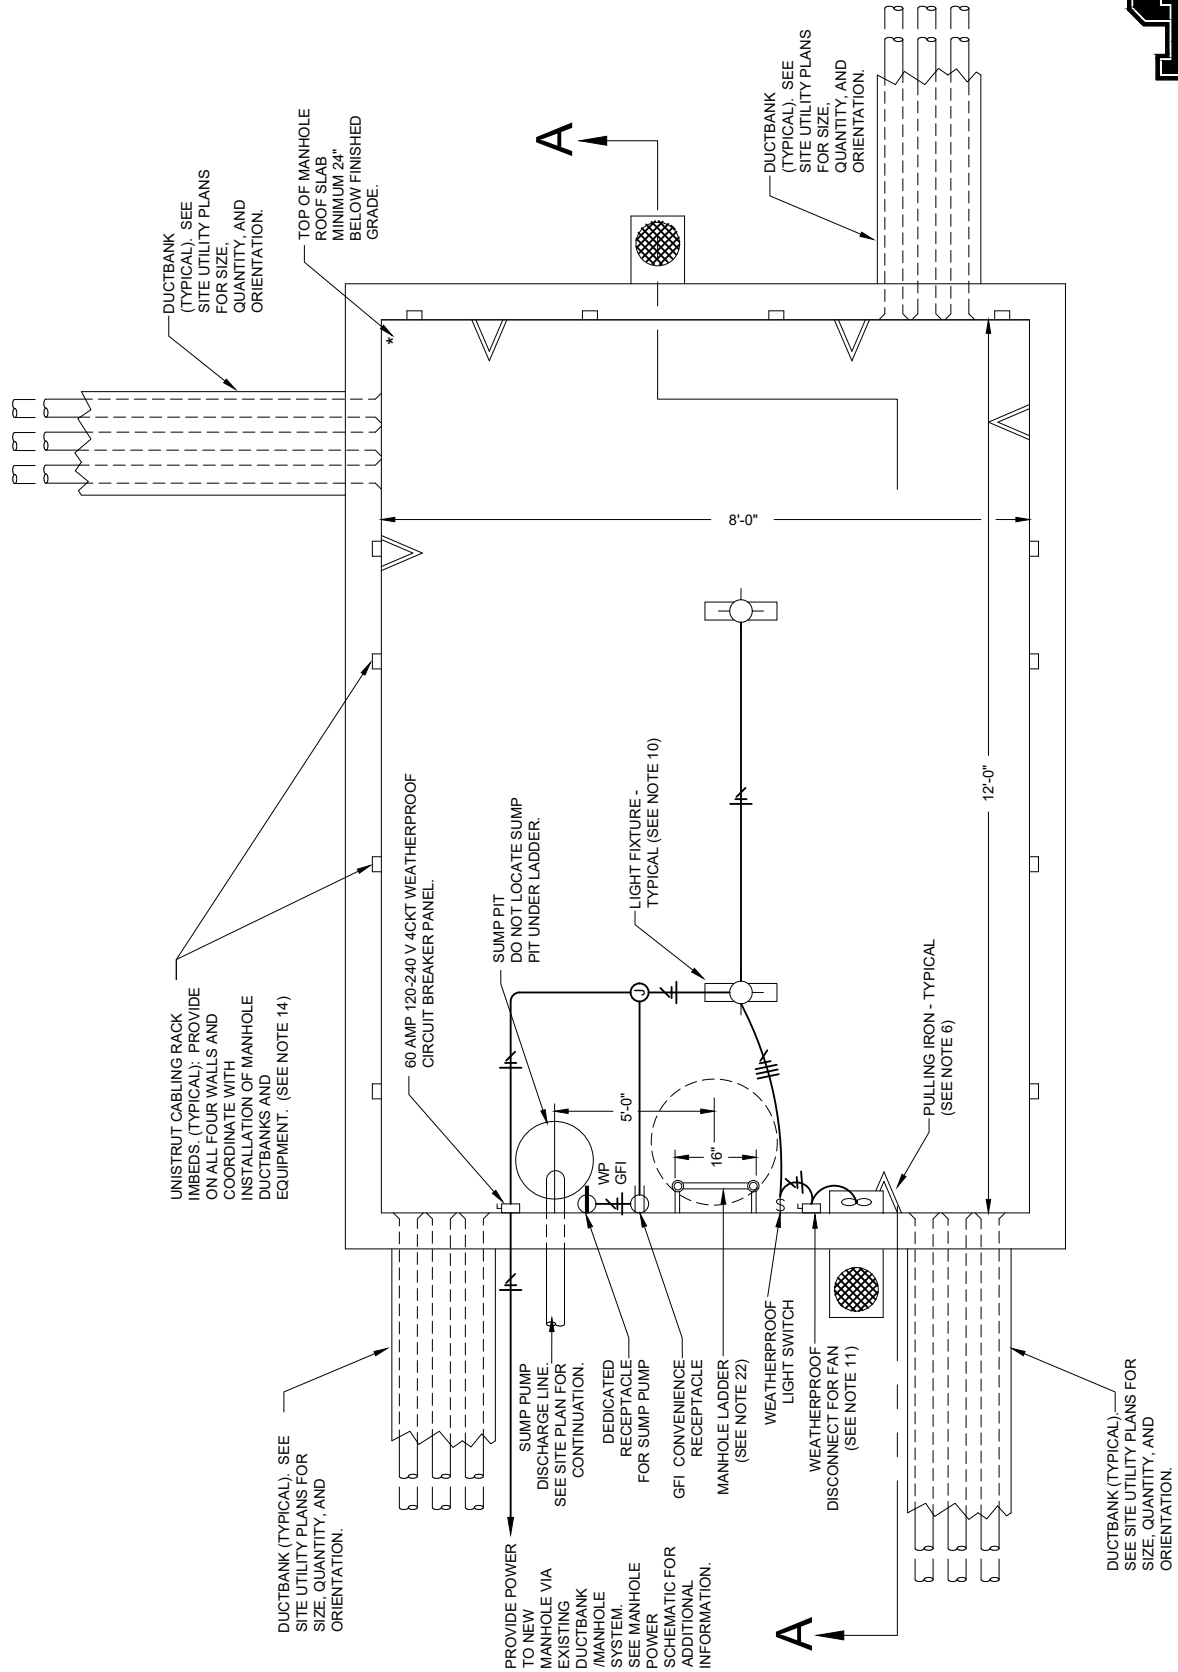 DUCTBANK (TYPICAL). SEE
SITE UTILITY PLANS FOR
SIZE, QUANTITY, AND
ORIENTATION.
UNISTRUT CABLING RACK
IMBEDS. (TYPICAL): PROVIDE
ON ALL FOUR WALLS AND
COORDINATE WITH
INSTALLATION OF MANHOLE
DUCTBANKS AND
EQUIPMENT. (SEE NOTE 14)
DUCTBANK
(TYPICAL). SEE
SITE UTILITY PLANS
FOR SIZE,
QUANTITY, AND
ORIENTATION.
TOP OF MANHOLE
ROOF SLAB
MINIMUM 24"
BELOW FINISHED
GRADE.
*
60 AMP 120-240 V 4CKT WEATHERPROOF
CIRCUIT BREAKER PANEL.
SUMP PIT
DO NOT LOCATE SUMP
PIT UNDER LADDER.
PROVIDE POWER
TO NEW
MANHOLE VIA
EXISTING
DUCTBANK
/MANHOLE
SYSTEM.
SEE MANHOLE
POWER
SCHEMATIC FOR
ADDITIONAL
INFORMATION.
SUMP PUMP
DISCHARGE LINE.
SEE SITE PLAN FOR
CONTINUATION.
DEDICATED
RECEPTACLE
FOR SUMP PUMP
GFI CONVENIENCE
RECEPTACLE
MANHOLE LADDER
(SEE NOTE 22)
WEATHERPROOF
LIGHT SWITCH
WEATHERPROOF
DISCONNECT FOR FAN
(SEE NOTE 11)
WP
GFI
J
S
5'-0"
16"
LIGHT FIXTURE -
TYPICAL (SEE NOTE 10)
8'-0"
12'-0"
PULLING IRON - TYPICAL
(SEE NOTE 6)
A
A
DUCTBANK
(TYPICAL). SEE
SITE UTILITY PLANS
FOR SIZE,
QUANTITY, AND
ORIENTATION.
DUCTBANK (TYPICAL).
SEE SITE UTILITY PLANS FOR
SIZE, QUANTITY, AND
ORIENTATION.